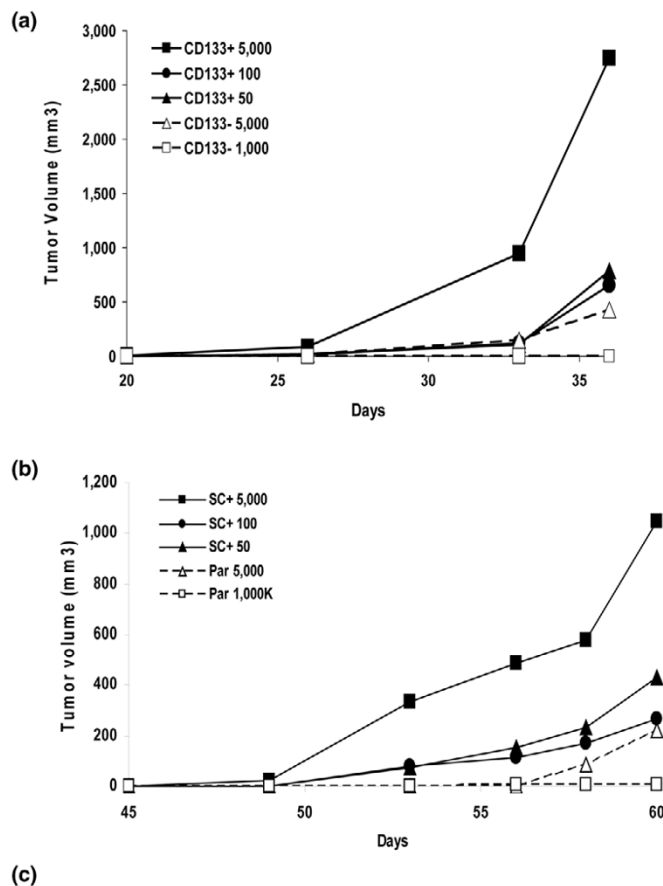 (a)
3,000
2,500
2,000
1,500
1,000
500
0
Tumor Volume (mm3)
CD133+ 5,000
CD133+ 100
CD133+ 50
CD133- 5,000
CD133- 1,000
20 25 30 35
Days
(b)
1,200
1,000
800
600
400
200
0
Tumor volume (mm3)
SC+ 5,000
SC+ 100
SC+ 50
Par 5,000
Par 1,000K
45 50 55 60
Days
(c)